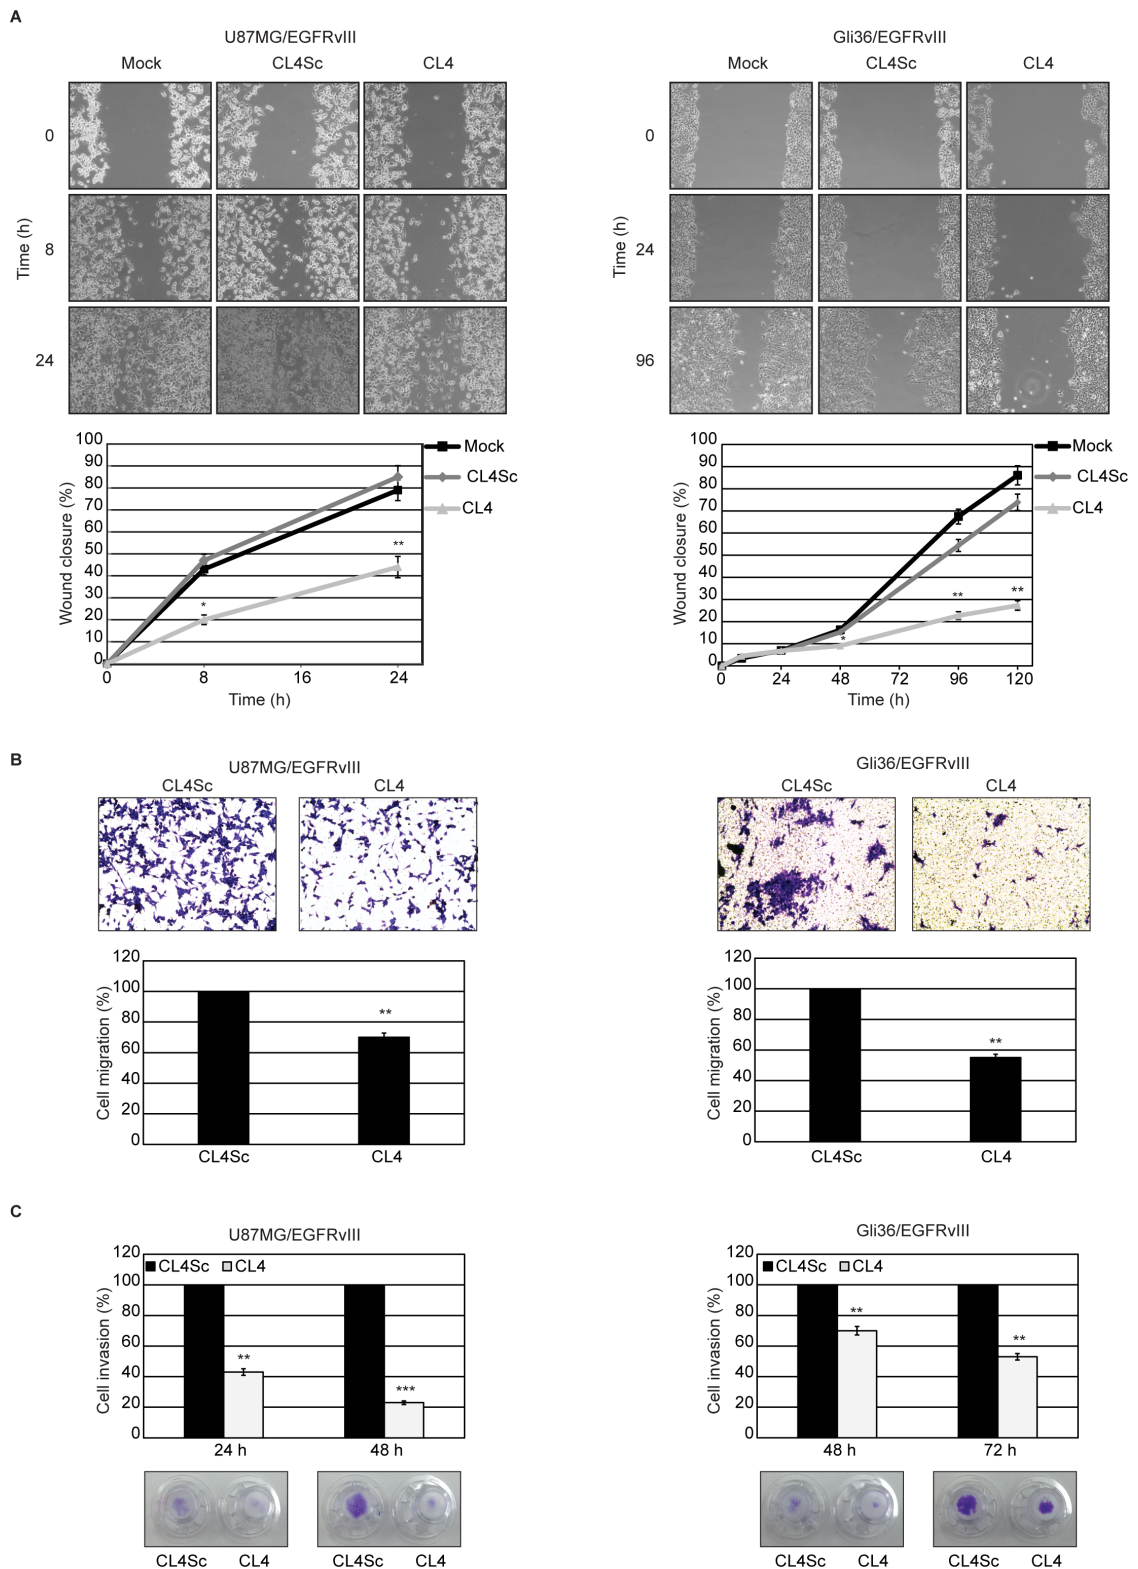 A
U87MG/EGFRvIII
Mock CL4Sc CL4
Time (h)
0
8
24
Gli36/EGFRvIII
Mock CL4Sc CL4
Time (h)
0
24
96
Wound closure (%)
100
90
80
70
60
50
40
30
20
10
0
0 8 16 24
Time (h)
Mock
CL4Sc
CL4
*
**
Wound closure (%)
100
90
80
70
60
50
40
30
20
10
0
0 24 48 72 96 120
Time (h)
Mock
CL4Sc
CL4
*
**
**
B
U87MG/EGFRvIII
CL4Sc CL4
Cell migration (%)
120
100
80
60
40
20
0
**
CL4Sc CL4
Gli36/EGFRvIII
CL4Sc CL4
Cell migration (%)
120
100
80
60
40
20
0
**
CL4Sc CL4
C
U87MG/EGFRvIII
Cell invasion (%)
120
100
80
60
40
20
0
CL4Sc CL4
**
***
24 h 48 h
CL4Sc CL4 CL4Sc CL4
Gli36/EGFRvIII
Cell invasion (%)
120
100
80
60
40
20
0
CL4Sc CL4
**
**
48 h 72 h
CL4Sc CL4 CL4Sc CL4